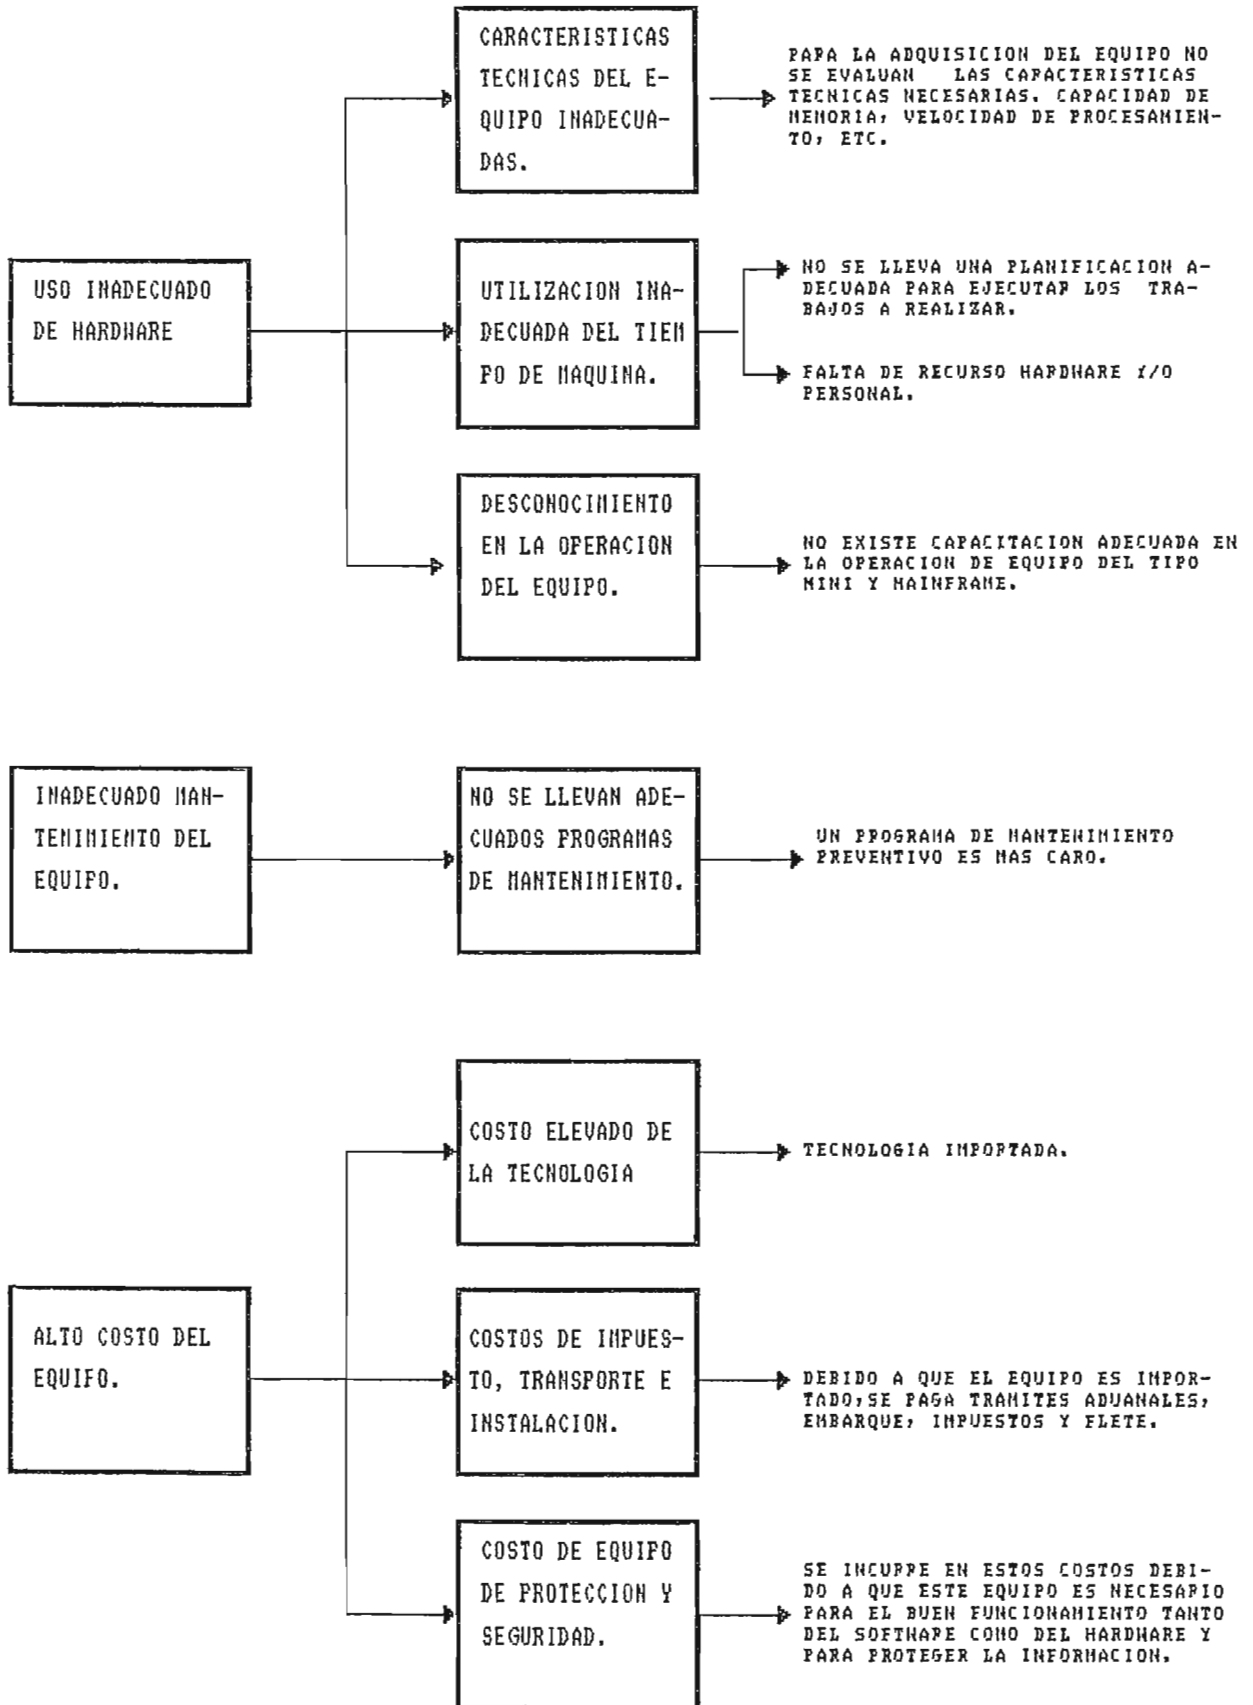 CARACTERISTICAS
TECNICAS DEL E-
QUIPO INADECUA-
DAS.
PARA LA ADQUISICION DEL EQUIPO NO
SE EVALUAN LAS CARACTERISTICAS
TECNICAS NECESARIAS. CAPACIDAD DE
MEMORIA, VELOCIDAD DE PROCESAMIEN-
TO, ETC.
USO INADECUADO
DE HARDWARE
UTILIZACION INA-
DECUADA DEL TIEM
PO DE MAQUINA.
NO SE LLEVA UNA PLANIFICACION A-
DECUADA PARA EJECUTAR LOS TRA-
BAJOS A REALIZAR.
FALTA DE RECURSO HARDWARE Y/O
PERSONAL.
DESCONOCIMIENTO
EN LA OPERACION
DEL EQUIPO.
NO EXISTE CAPACITACION ADECUADA EN
LA OPERACION DE EQUIPO DEL TIPO
MINI Y MAINFRAME.
INADECUADO MAN-
TENIMIENTO DEL
EQUIPO.
NO SE LLEVAN ADE-
CUADOS PROGRAMAS
DE MANTENIMIENTO.
UN PROGRAMA DE MANTENIMIENTO
PREVENTIVO ES MAS CARO.
COSTO ELEVADO DE
LA TECNOLOGIA
TECNOLOGIA IMPORTADA.
ALTO COSTO DEL
EQUIPO.
COSTOS DE IMPUES-
TO, TRANSPORTE E
INSTALACION.
DEBIDO A QUE EL EQUIPO ES IMPOR-
TADO, SE PAGA TRAMITES ADUANALES,
EMBARQUE, IMPUESTOS Y FLETE.
COSTO DE EQUIPO
DE PROTECCION Y
SEGURIDAD.
SE INCURRE EN ESTOS COSTOS DEBI-
DO A QUE ESTE EQUIPO ES NECESARIO
PARA EL BUEN FUNCIONAMIENTO TANTO
DEL SOFTWARE COMO DEL HARDWARE Y
PARA PROTEGER LA INFORMACION.